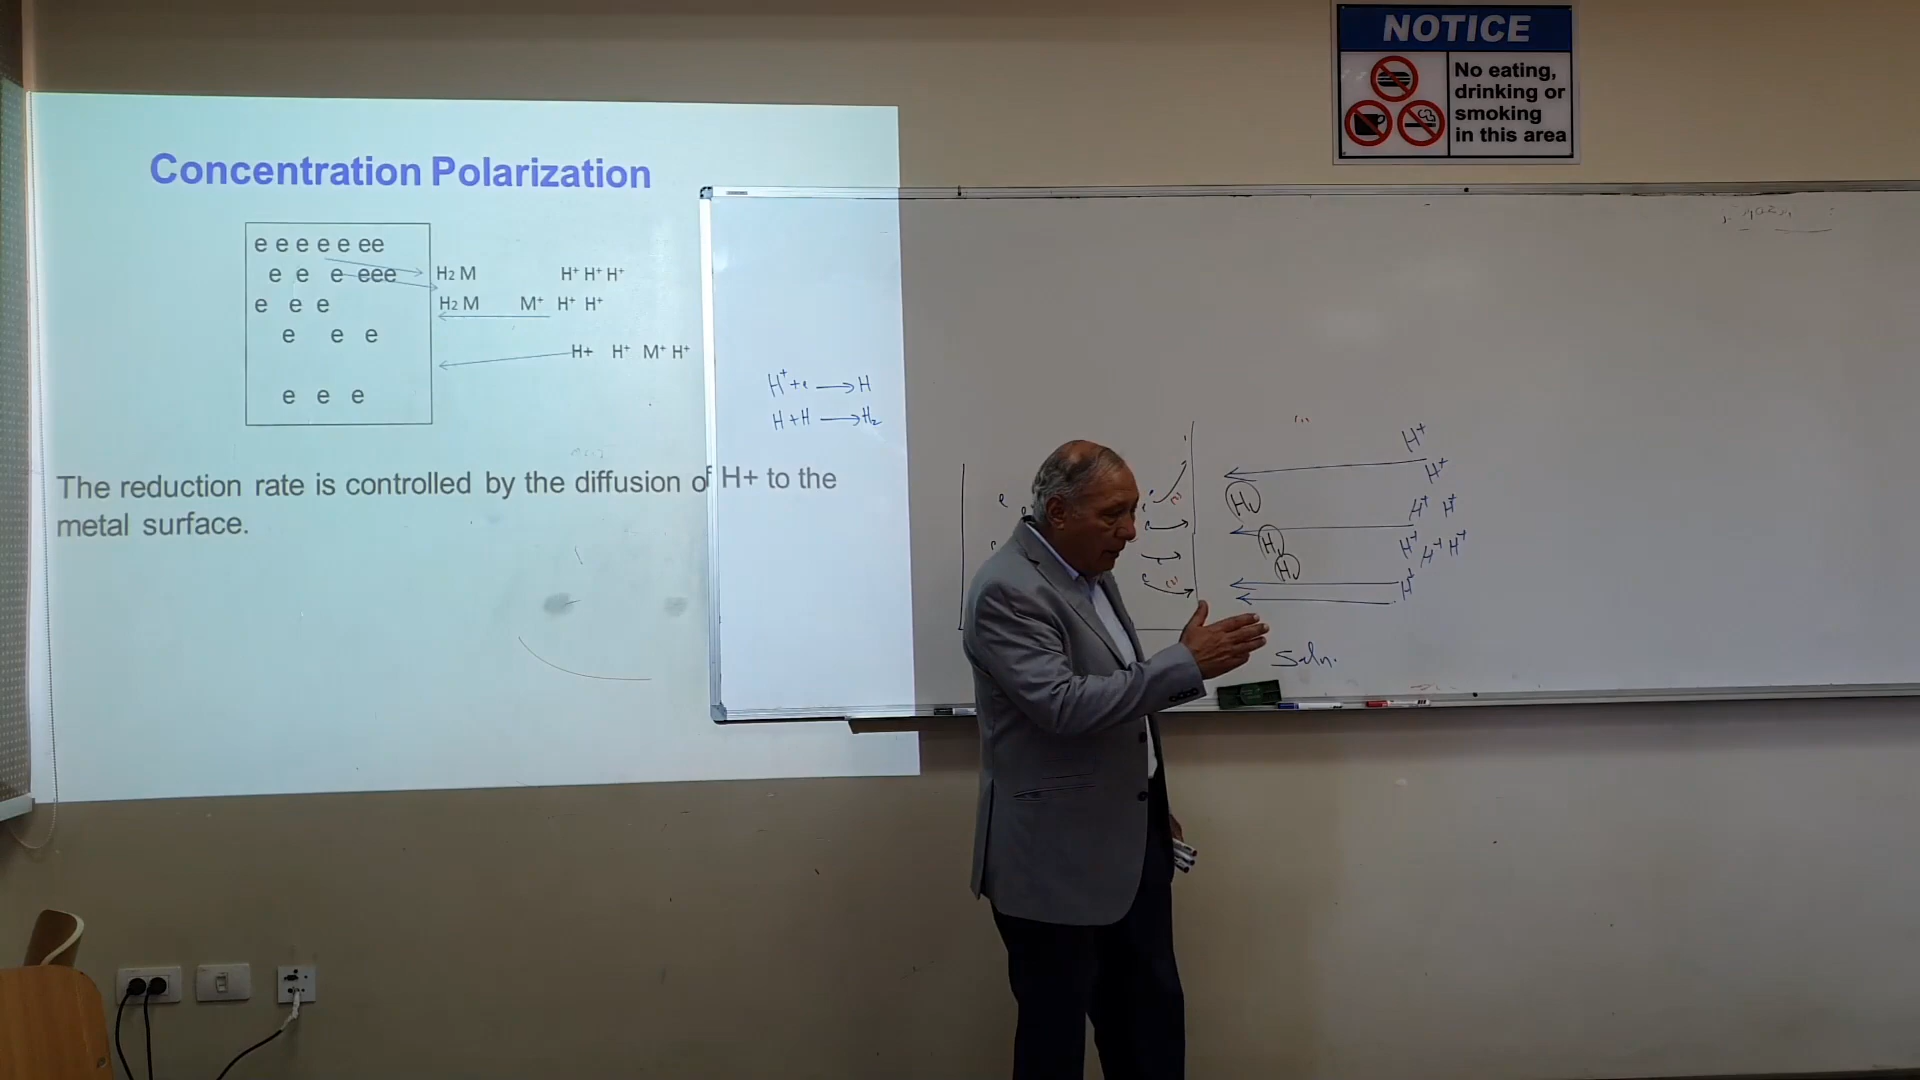 NOTICE
No eating,
drinking or
smoking
in this area
Concentration Polarization
e e e e e ee
e e e eee H₂ M H⁺ H⁺ H⁺
e e e H₂ M M⁺ H⁺ H⁺
e e e
H+ H⁺ M⁺ H⁺
e e e
The reduction rate is controlled by the diffusion of H+ to the
metal surface.
H⁺ + e → H
H + H → H₂
H⁺
H⁺
H
H⁺ H⁺
H
H⁺ H⁺ H⁺
H
H⁺
e
e
e
Soln.